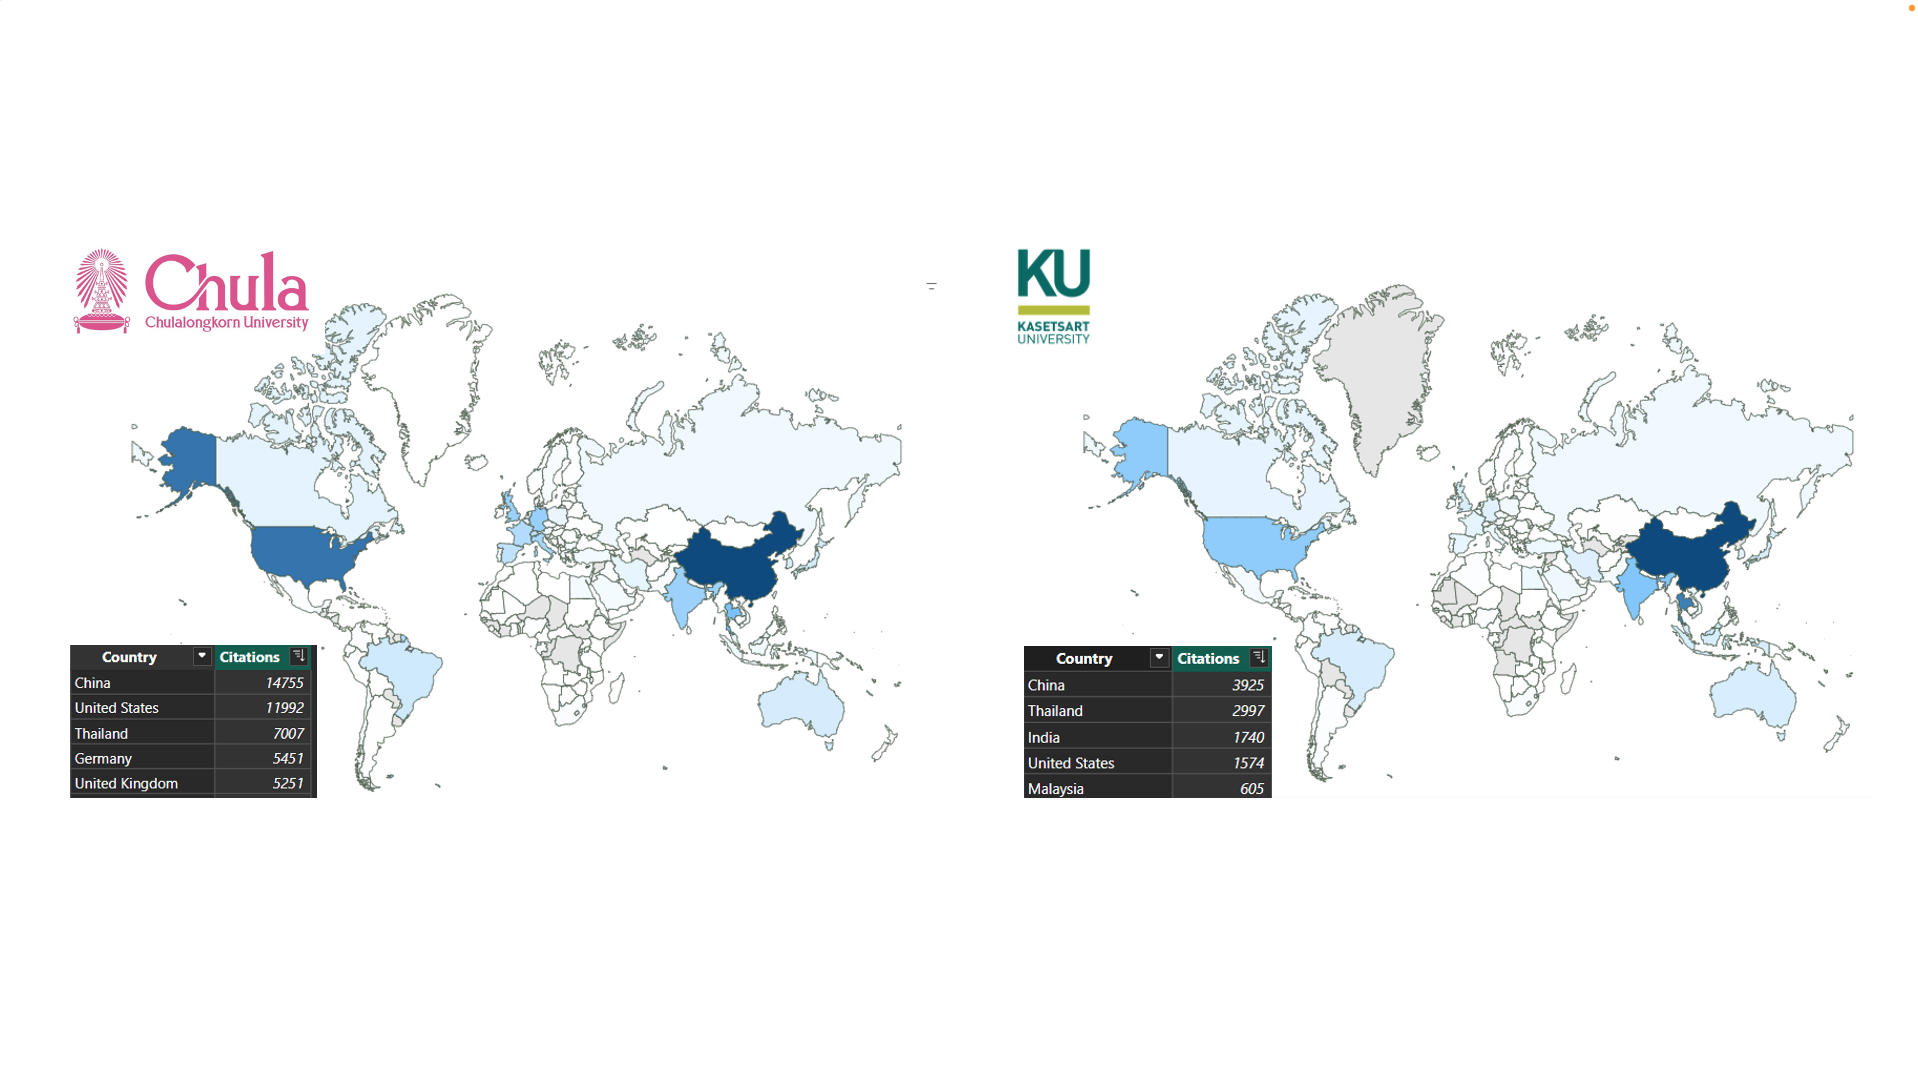 Chula
Chulalongkorn University
Country Citations
China 14755
United States 11992
Thailand 7007
Germany 5451
United Kingdom 5251
KU
KASETSART
UNIVERSITY
Country Citations
China 3925
Thailand 2997
India 1740
United States 1574
Malaysia 605